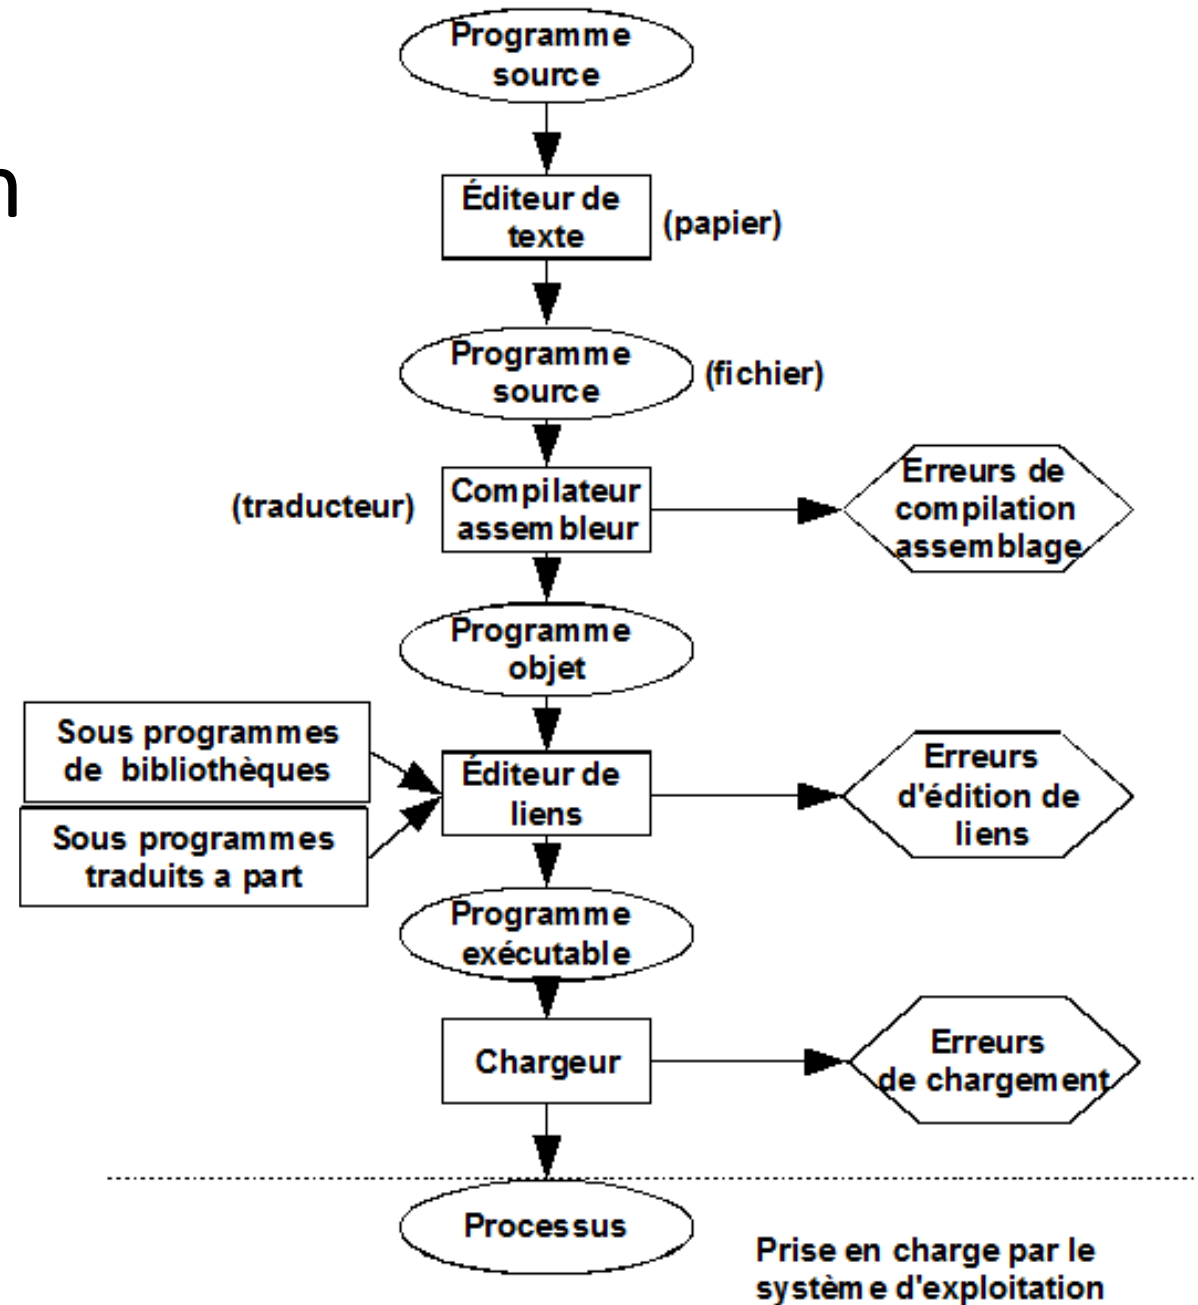 Programme
source
n
Éditeur de
texte
(papier)
Programme
source
(fichier)
(traducteur)
Compilateur
assembleur
Erreurs de
compilation
assemblage
Programme
objet
Sous programmes
de bibliothèques
Sous programmes
traduits a part
Éditeur de
liens
Erreurs
d'édition de
liens
Programme
exécutable
Chargeur
Erreurs
de chargement
Processus
Prise en charge par le
système d'exploitation